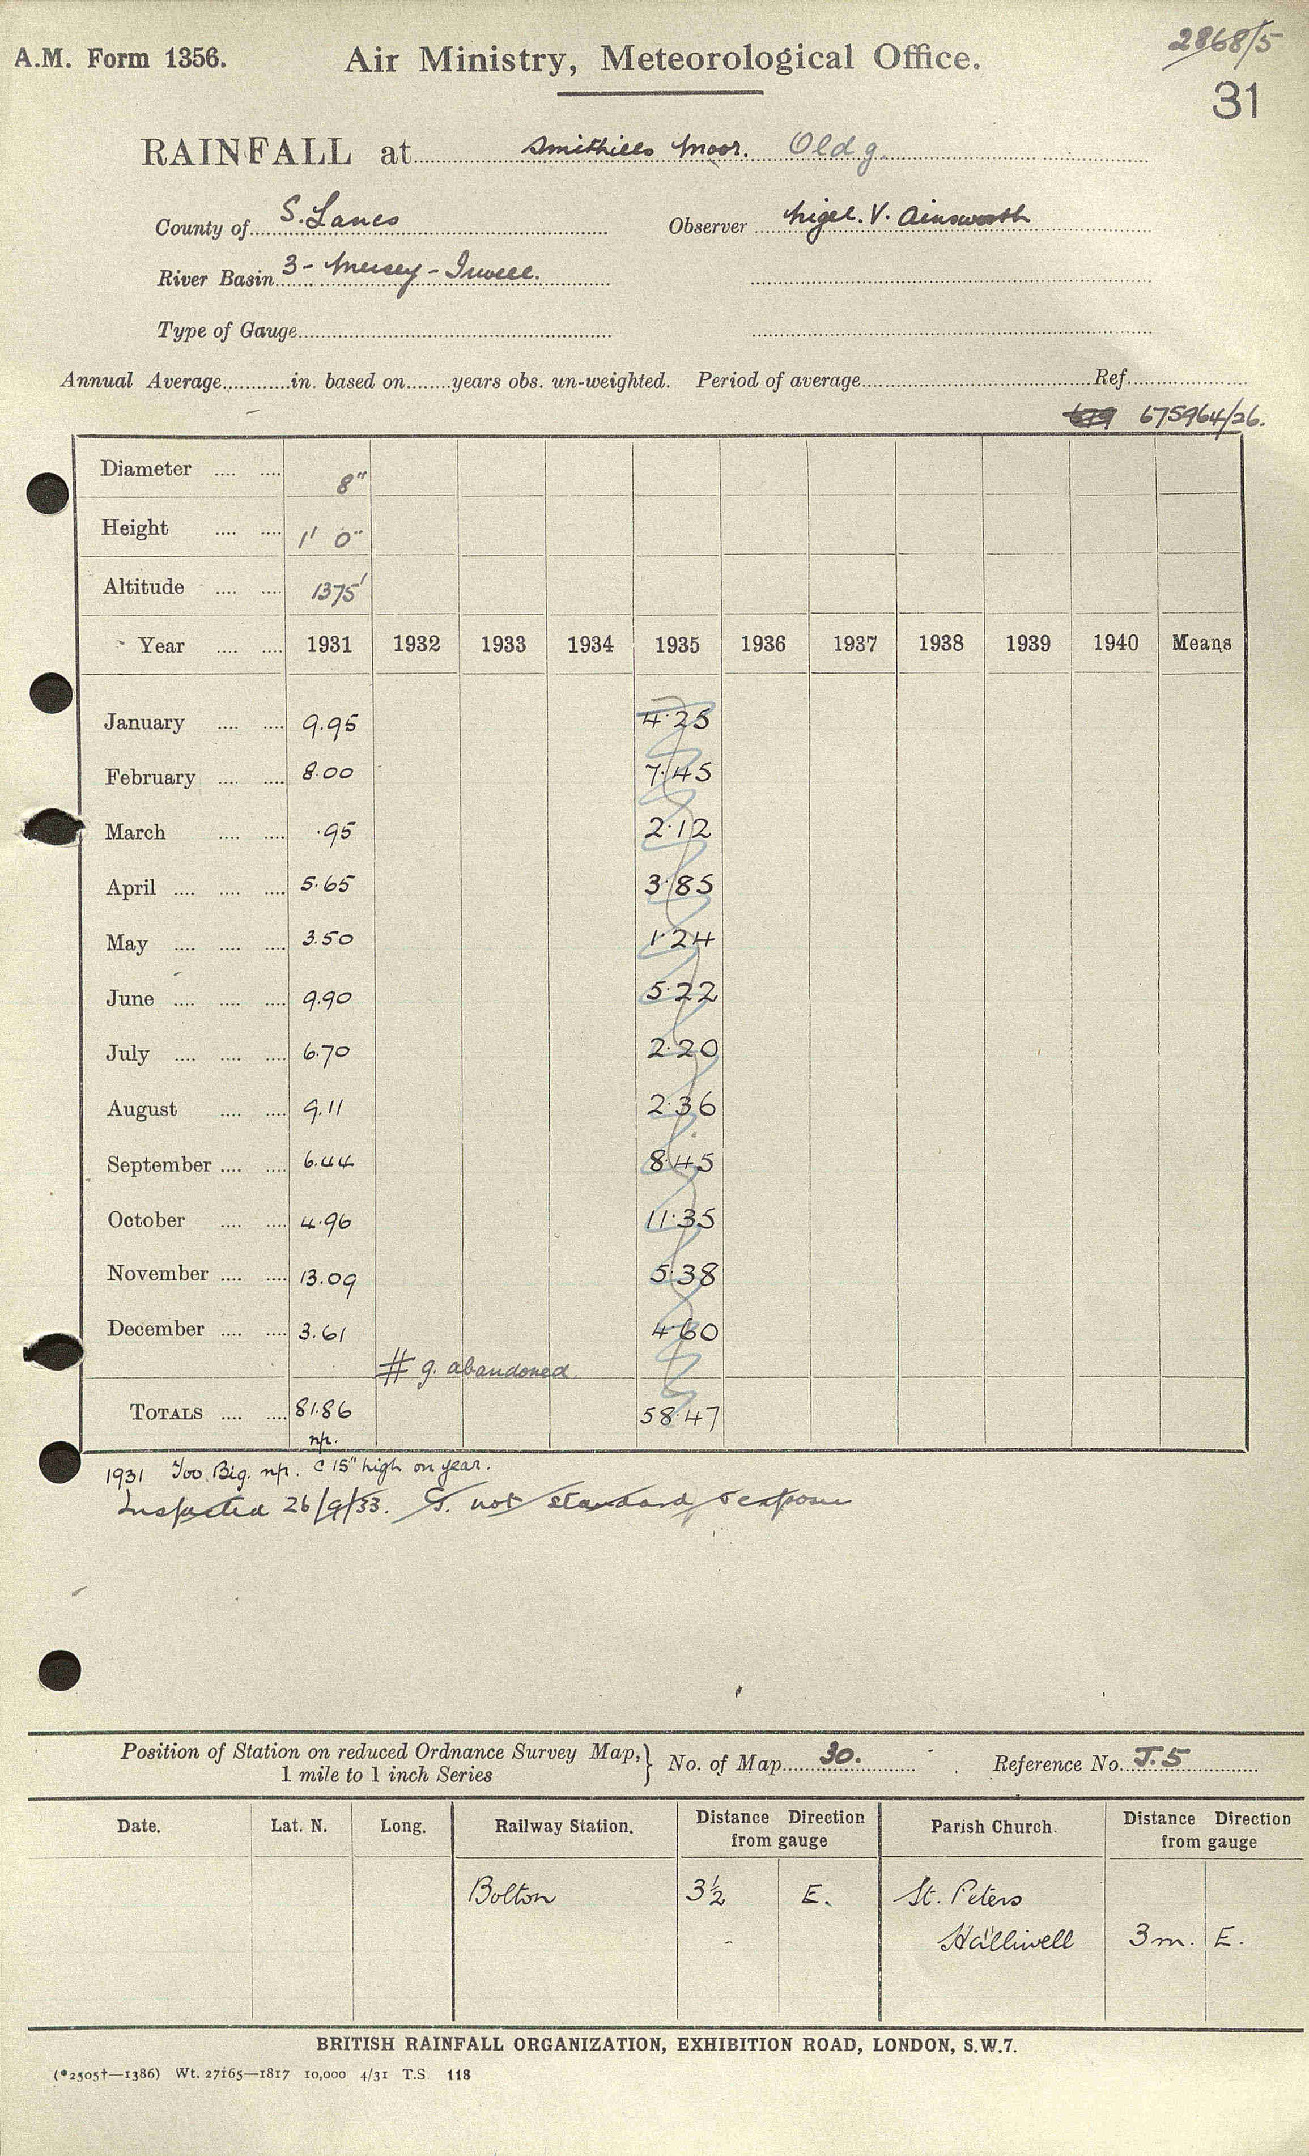 2868/5
A.M. Form 1356. Air Ministry, Meteorological Office.
31
RAINFALL at Smithills Moor. Old g.
County of S. Lancs Observer Nigel. V. Ainsworth
River Basin 3 - Mersey - Irwell.
Type of Gauge
Annual Average in. based on years obs. un-weighted. Period of average Ref.
679 675964/26.
Diameter 8"
Height 1' 0"
Altitude 1375'
Year 1931 1932 1933 1934 1935 1936 1937 1938 1939 1940 Means
January 9.95 4.25
February 8.00 7.45
March .95 2.12
April 5.65 3.85
May 3.50 1.24
June 9.90 5.22
July 6.70 2.20
August 9.11 2.36
September 6.44 8.45
October 4.96 11.35
November 13.09 5.38
December 3.61 4.60
# g. abandoned
TOTALS 81.86 58.47
np.
1931 Too Big. np. c 15" high on year.
Inspected 26/9/33. G. not standard
Position of Station on reduced Ordnance Survey Map, } No. of Map 30. Reference No. J.5
1 mile to 1 inch Series
Date. Lat. N. Long. Railway Station. Distance Direction Parish Church. Distance Direction
from gauge from gauge
Bolton 3½ E. St. Peters
Halliwell 3 m. E.
BRITISH RAINFALL ORGANIZATION, EXHIBITION ROAD, LONDON, S.W.7.
(*2505†—1386) Wt. 27165—1817 10,000 4/31 T.S 118